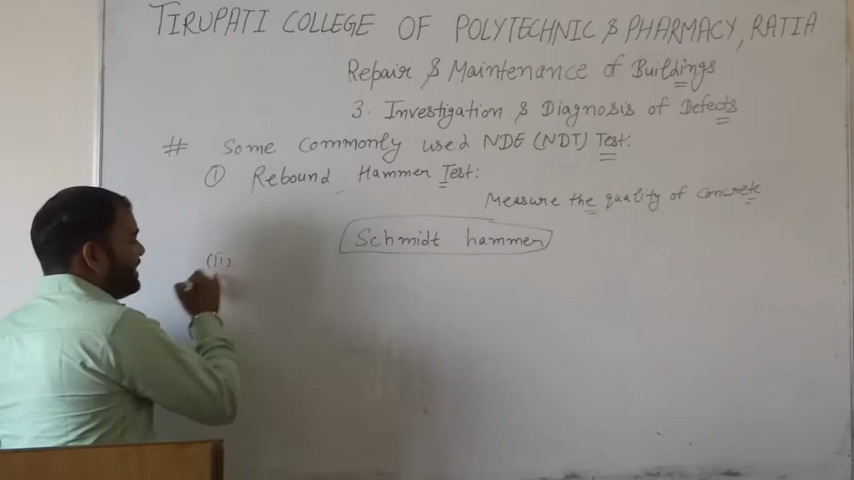 TIRUPATI COLLEGE OF POLYTECHNIC & PHARMACY, RATIA
Repair & Maintenance of Buildings
3. Investigation & Diagnosis of Defects
# Some commonly used NDE (NDT) Test:
① Rebound Hammer Test:
Measure the quality of concrete.
Schmidt hammer
(ii)